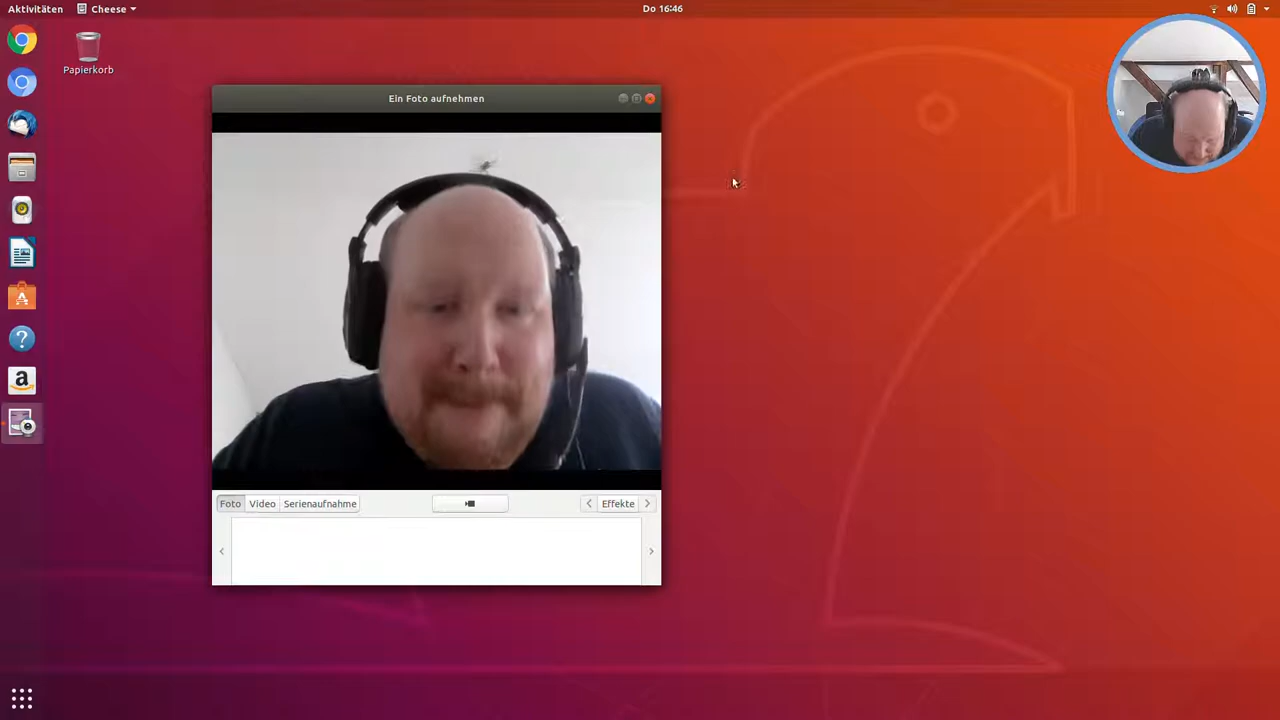 Aktivitäten
Cheese
Do 16:46
Papierkorb
Ein Foto aufnehmen
Foto
Video
Serienaufnahme
Effekte